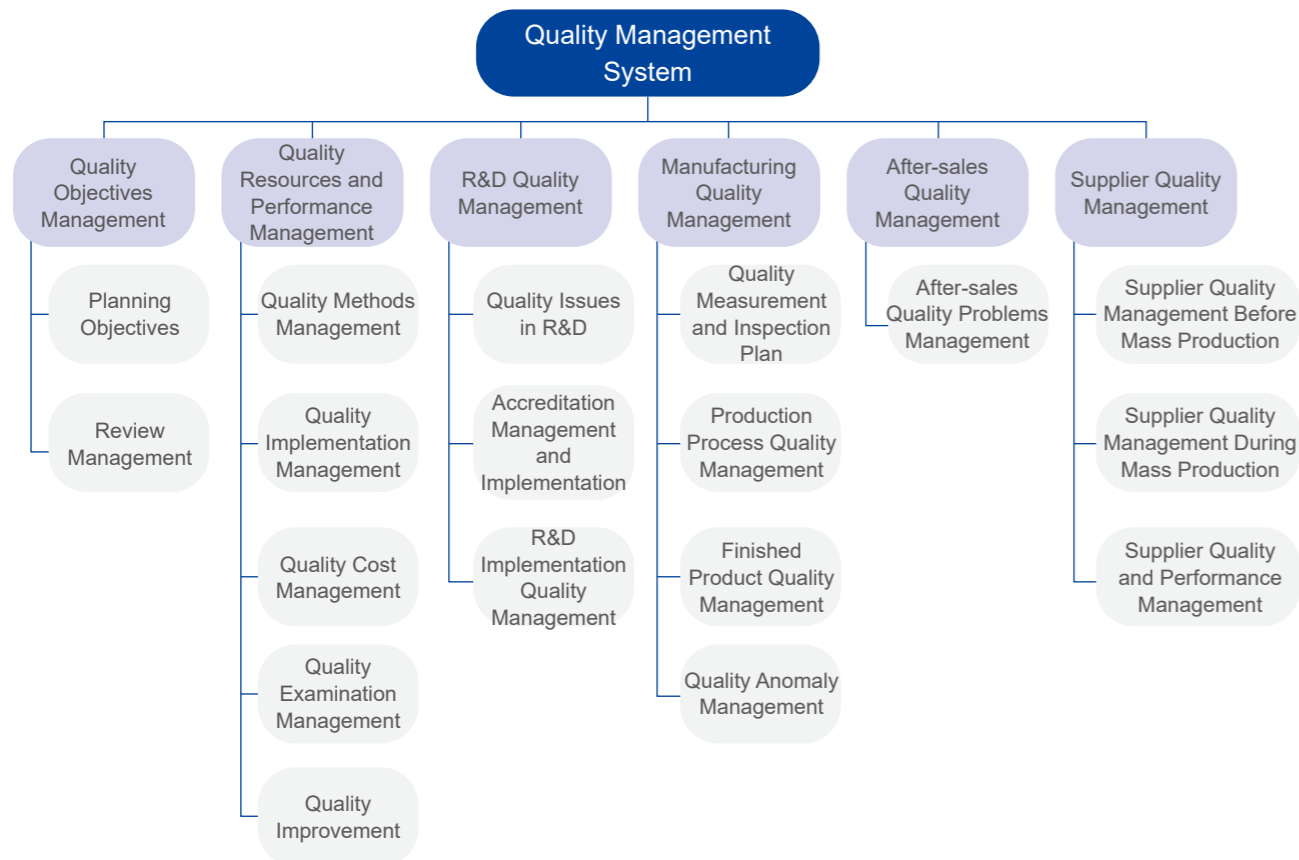 Quality Management
System
Quality
Objectives
Management
Planning
Objectives
Review
Management
Quality
Resources and
Performance
Management
Quality Methods
Management
Quality
Implementation
Management
Quality Cost
Management
Quality
Examination
Management
Quality
Improvement
R&D Quality
Management
Quality Issues
in R&D
Accreditation
Management
and
Implementation
R&D
Implementation
Quality
Management
Manufacturing
Quality
Management
Quality
Measurement
and Inspection
Plan
Production
Process Quality
Management
Finished
Product Quality
Management
Quality Anomaly
Management
After-sales
Quality
Management
After-sales
Quality Problems
Management
Supplier Quality
Management
Supplier Quality
Management Before
Mass Production
Supplier Quality
Management During
Mass Production
Supplier Quality
and Performance
Management